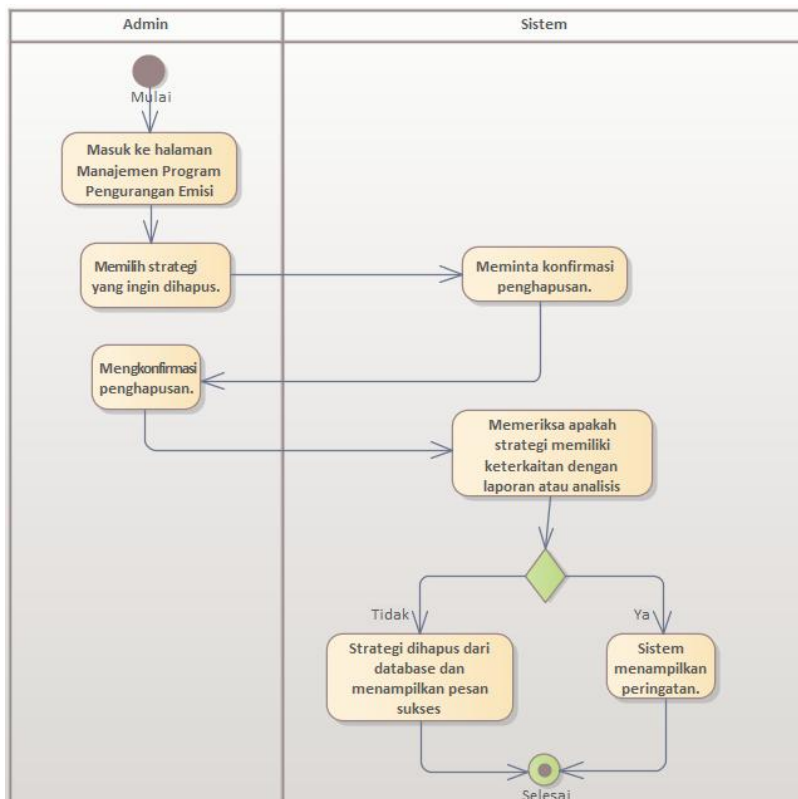 Admin
Sistem
Mulai
Masuk ke halaman
Manajemen Program
Pengurangan Emisi
Memilih strategi
yang ingin dihapus.
Meminta konfirmasi
penghapusan.
Mengkonfirmasi
penghapusan.
Memeriksa apakah
strategi memiliki
keterkaitan dengan
laporan atau analisis
Tidak
Ya
Strategi dihapus dari
database dan
menampilkan pesan
sukses
Sistem
menampilkan
peringatan.
Selesai